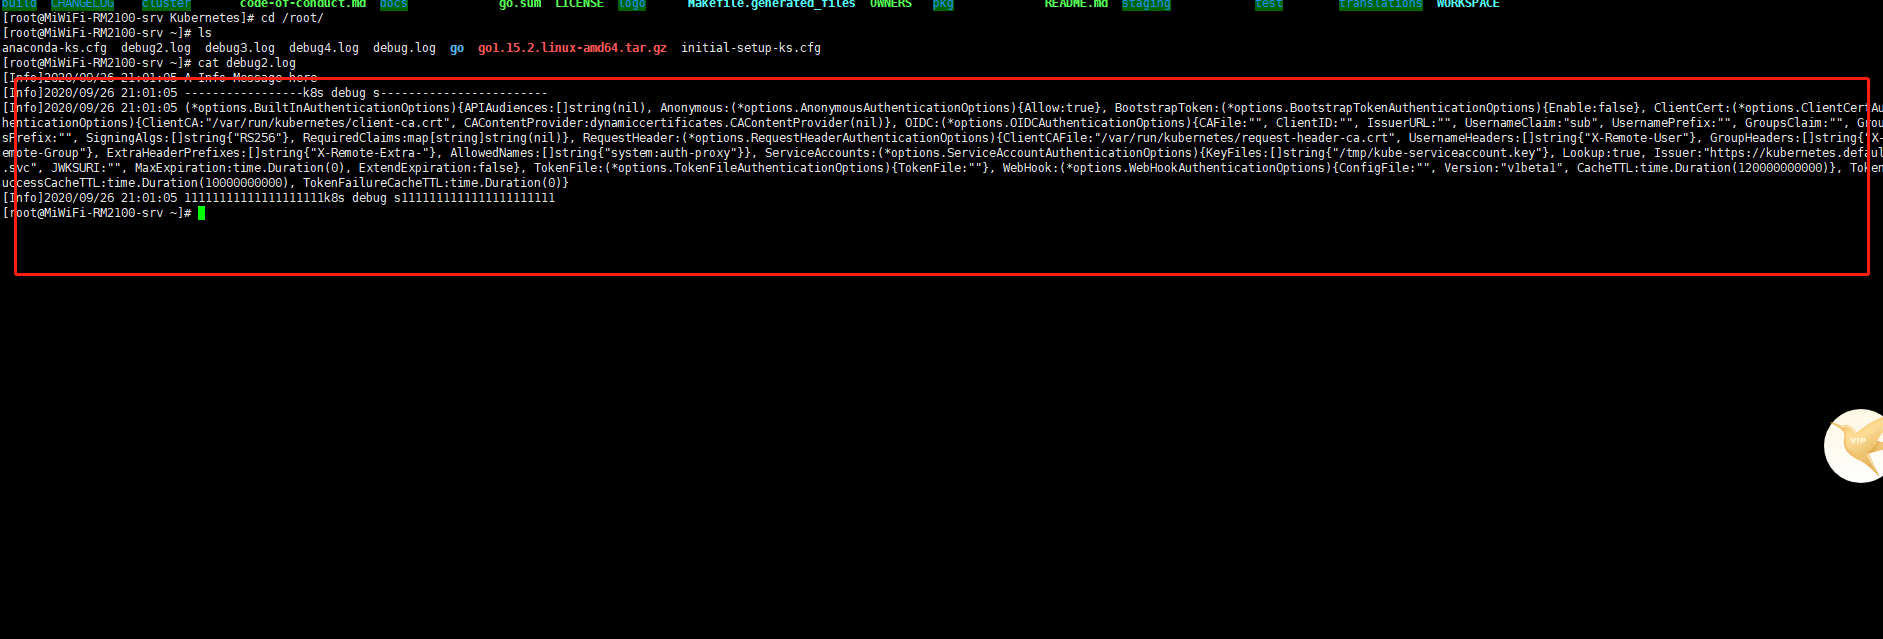 build  CHANGELOG  cluster  code-of-conduct.md  docs  go.sum  LICENSE  logo  Makefile.generated_files  OWNERS  pkg  README.md  staging  test  translations  WORKSPACE
[root@MiWiFi-RM2100-srv Kubernetes]# cd /root/
[root@MiWiFi-RM2100-srv ~]# ls
anaconda-ks.cfg  debug2.log  debug3.log  debug4.log  debug.log  go  go1.15.2.linux-amd64.tar.gz  initial-setup-ks.cfg
[root@MiWiFi-RM2100-srv ~]# cat debug2.log
[Info]2020/09/26 21:01:05 A Info Message here
[Info]2020/09/26 21:01:05 -----------------k8s debug s------------------------
[Info]2020/09/26 21:01:05 (*options.BuiltInAuthenticationOptions){APIAudiences:[]string(nil), Anonymous:(*options.AnonymousAuthenticationOptions){Allow:true}, BootstrapToken:(*options.BootstrapTokenAuthenticationOptions){Enable:false}, ClientCert:(*options.ClientCertAu
henticationOptions){ClientCA:"/var/run/kubernetes/client-ca.crt", CAContentProvider:dynamiccertificates.CAContentProvider(nil)}, OIDC:(*options.OIDCAuthenticationOptions){CAFile:"", ClientID:"", IssuerURL:"", UsernameClaim:"sub", UsernamePrefix:"", GroupsClaim:"", Grou
sPrefix:"", SigningAlgs:[]string{"RS256"}, RequiredClaims:map[string]string(nil)}, RequestHeader:(*options.RequestHeaderAuthenticationOptions){ClientCAFile:"/var/run/kubernetes/request-header-ca.crt", UsernameHeaders:[]string{"X-Remote-User"}, GroupHeaders:[]string{"X-
emote-Group"}, ExtraHeaderPrefixes:[]string{"X-Remote-Extra-"}, AllowedNames:[]string{"system:auth-proxy"}}, ServiceAccounts:(*options.ServiceAccountAuthenticationOptions){KeyFiles:[]string{"/tmp/kube-serviceaccount.key"}, Lookup:true, Issuer:"https://kubernetes.defaul
.svc", JWKSURI:"", MaxExpiration:time.Duration(0), ExtendExpiration:false}, TokenFile:(*options.TokenFileAuthenticationOptions){TokenFile:""}, WebHook:(*options.WebHookAuthenticationOptions){ConfigFile:"", Version:"v1beta1", CacheTTL:time.Duration(120000000000)}, Token
uccessCacheTTL:time.Duration(10000000000), TokenFailureCacheTTL:time.Duration(0)}
[Info]2020/09/26 21:01:05 11111111111111111111k8s debug s1111111111111111111111
[root@MiWiFi-RM2100-srv ~]#
VIP